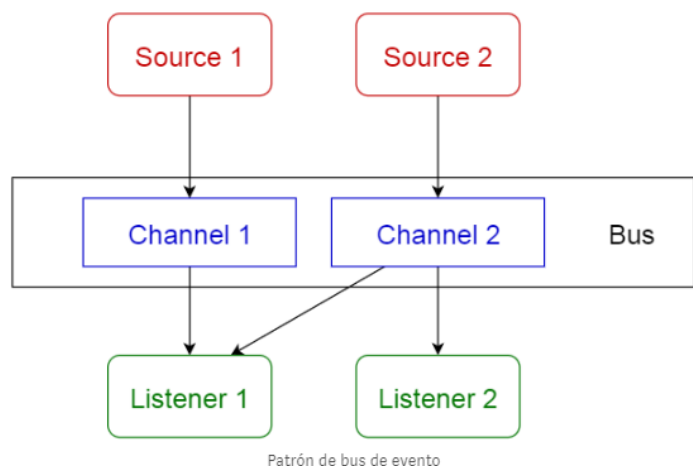 Source 1
Source 2
Channel 1
Channel 2
Bus
Listener 1
Listener 2
Patrón de bus de evento